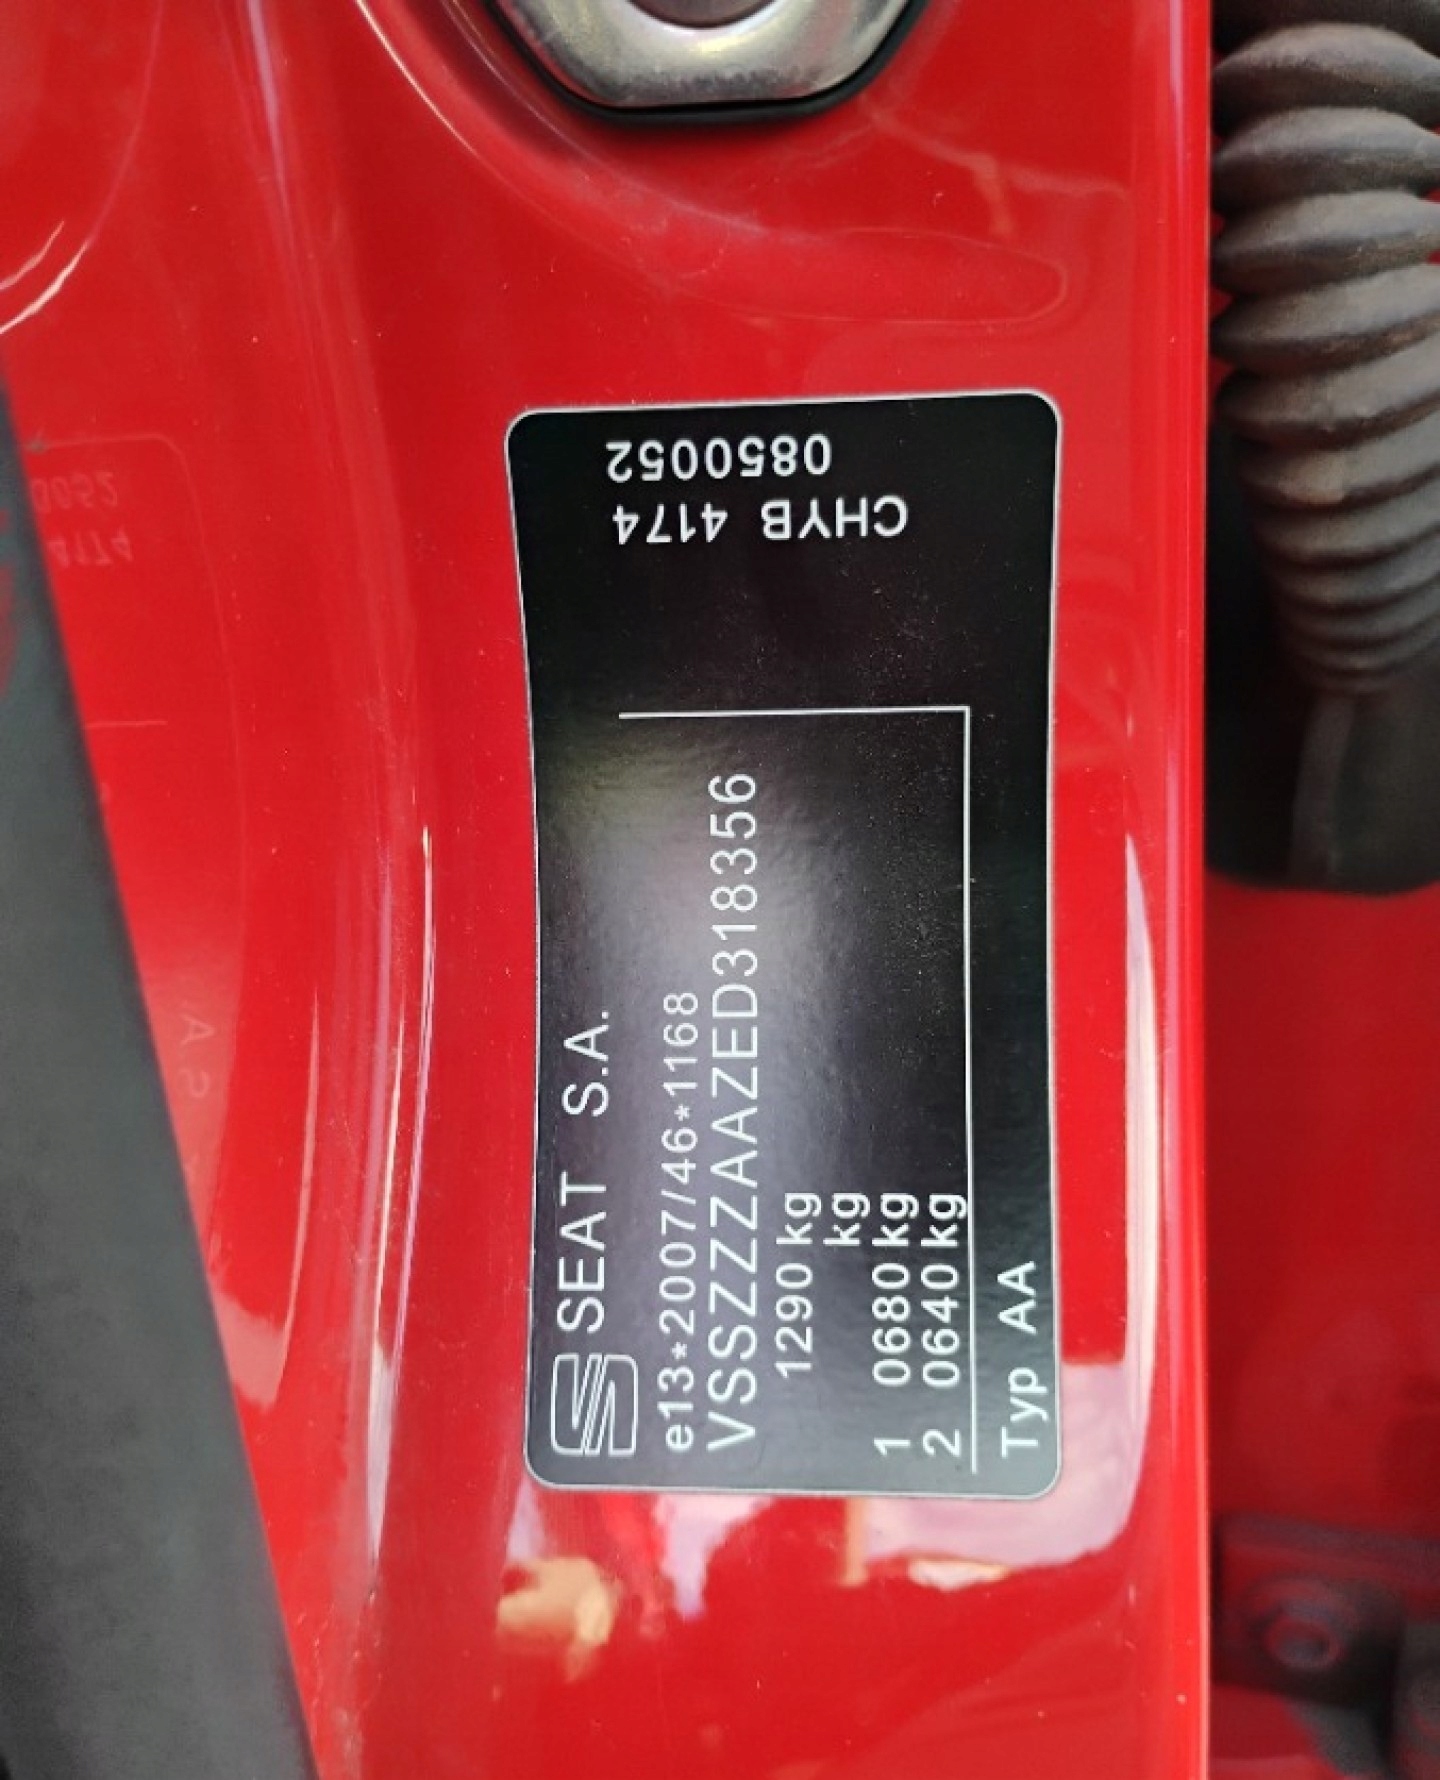 SEAT S.A.
e13*2007/46*1168
VSSZZZAAZED318356
1290 kg
kg
1 0680 kg
2 0640 kg
Typ AA
CHYB 4174
0850052